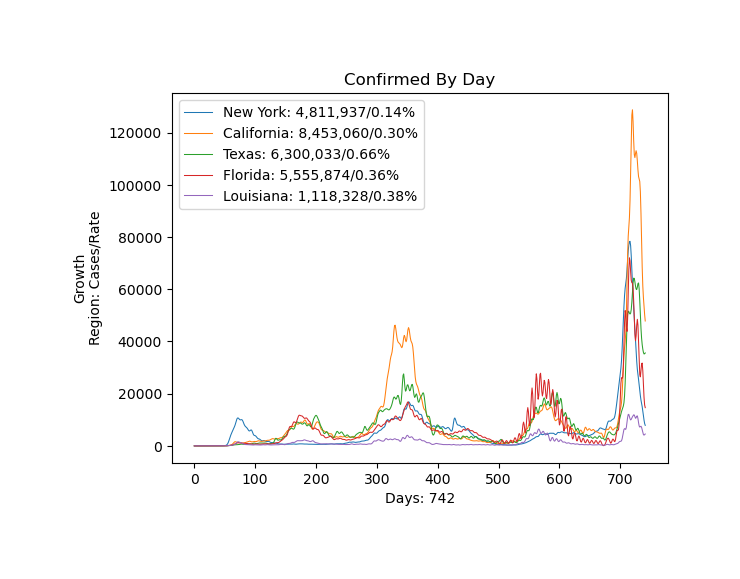 Confirmed By Day
New York: 4,811,937/0.14%
California: 8,453,060/0.30%
Texas: 6,300,033/0.66%
Florida: 5,555,874/0.36%
Louisiana: 1,118,328/0.38%
120000
100000
80000
60000
40000
20000
0
Growth
Region: Cases/Rate
0 100 200 300 400 500 600 700
Days: 742